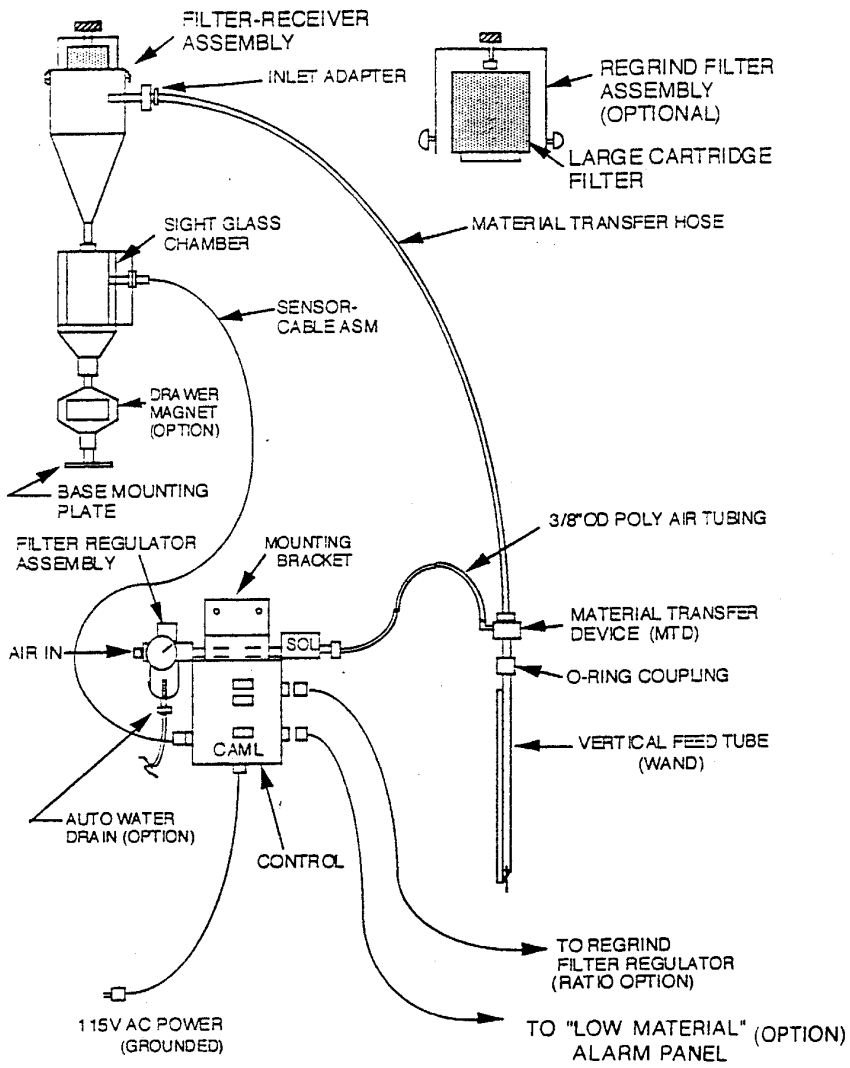 FILTER-RECEIVER
ASSEMBLY
INLET ADAPTER
REGRIND FILTER
ASSEMBLY
(OPTIONAL)
LARGE CARTRIDGE
FILTER
MATERIAL TRANSFER HOSE
SIGHT GLASS
CHAMBER
SENSOR-
CABLE ASM
DRAWER
MAGNET
(OPTION)
BASE MOUNTING
PLATE
FILTER REGULATOR
ASSEMBLY
MOUNTING
BRACKET
3/8"OD POLY AIR TUBING
AIR IN
SOL
MATERIAL TRANSFER
DEVICE (MTD)
O-RING COUPLING
VERTICAL FEED TUBE
(WAND)
CAML
AUTO WATER
DRAIN (OPTION)
CONTROL
TO REGRIND
FILTER REGULATOR
(RATIO OPTION)
115V AC POWER
(GROUNDED)
TO "LOW MATERIAL" (OPTION)
ALARM PANEL